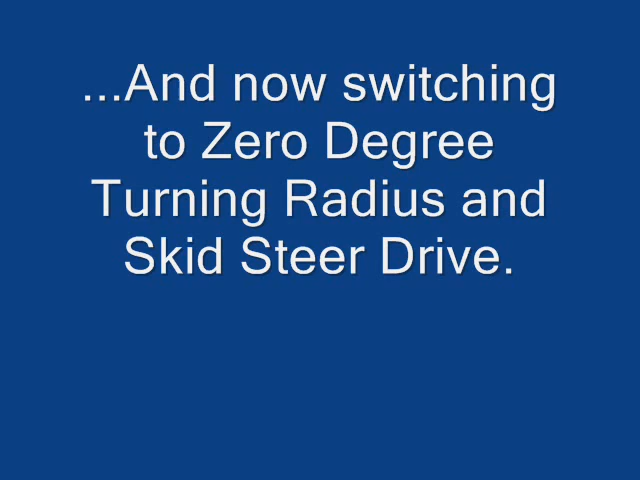 ...And now switching
to Zero Degree
Turning Radius and
Skid Steer Drive.